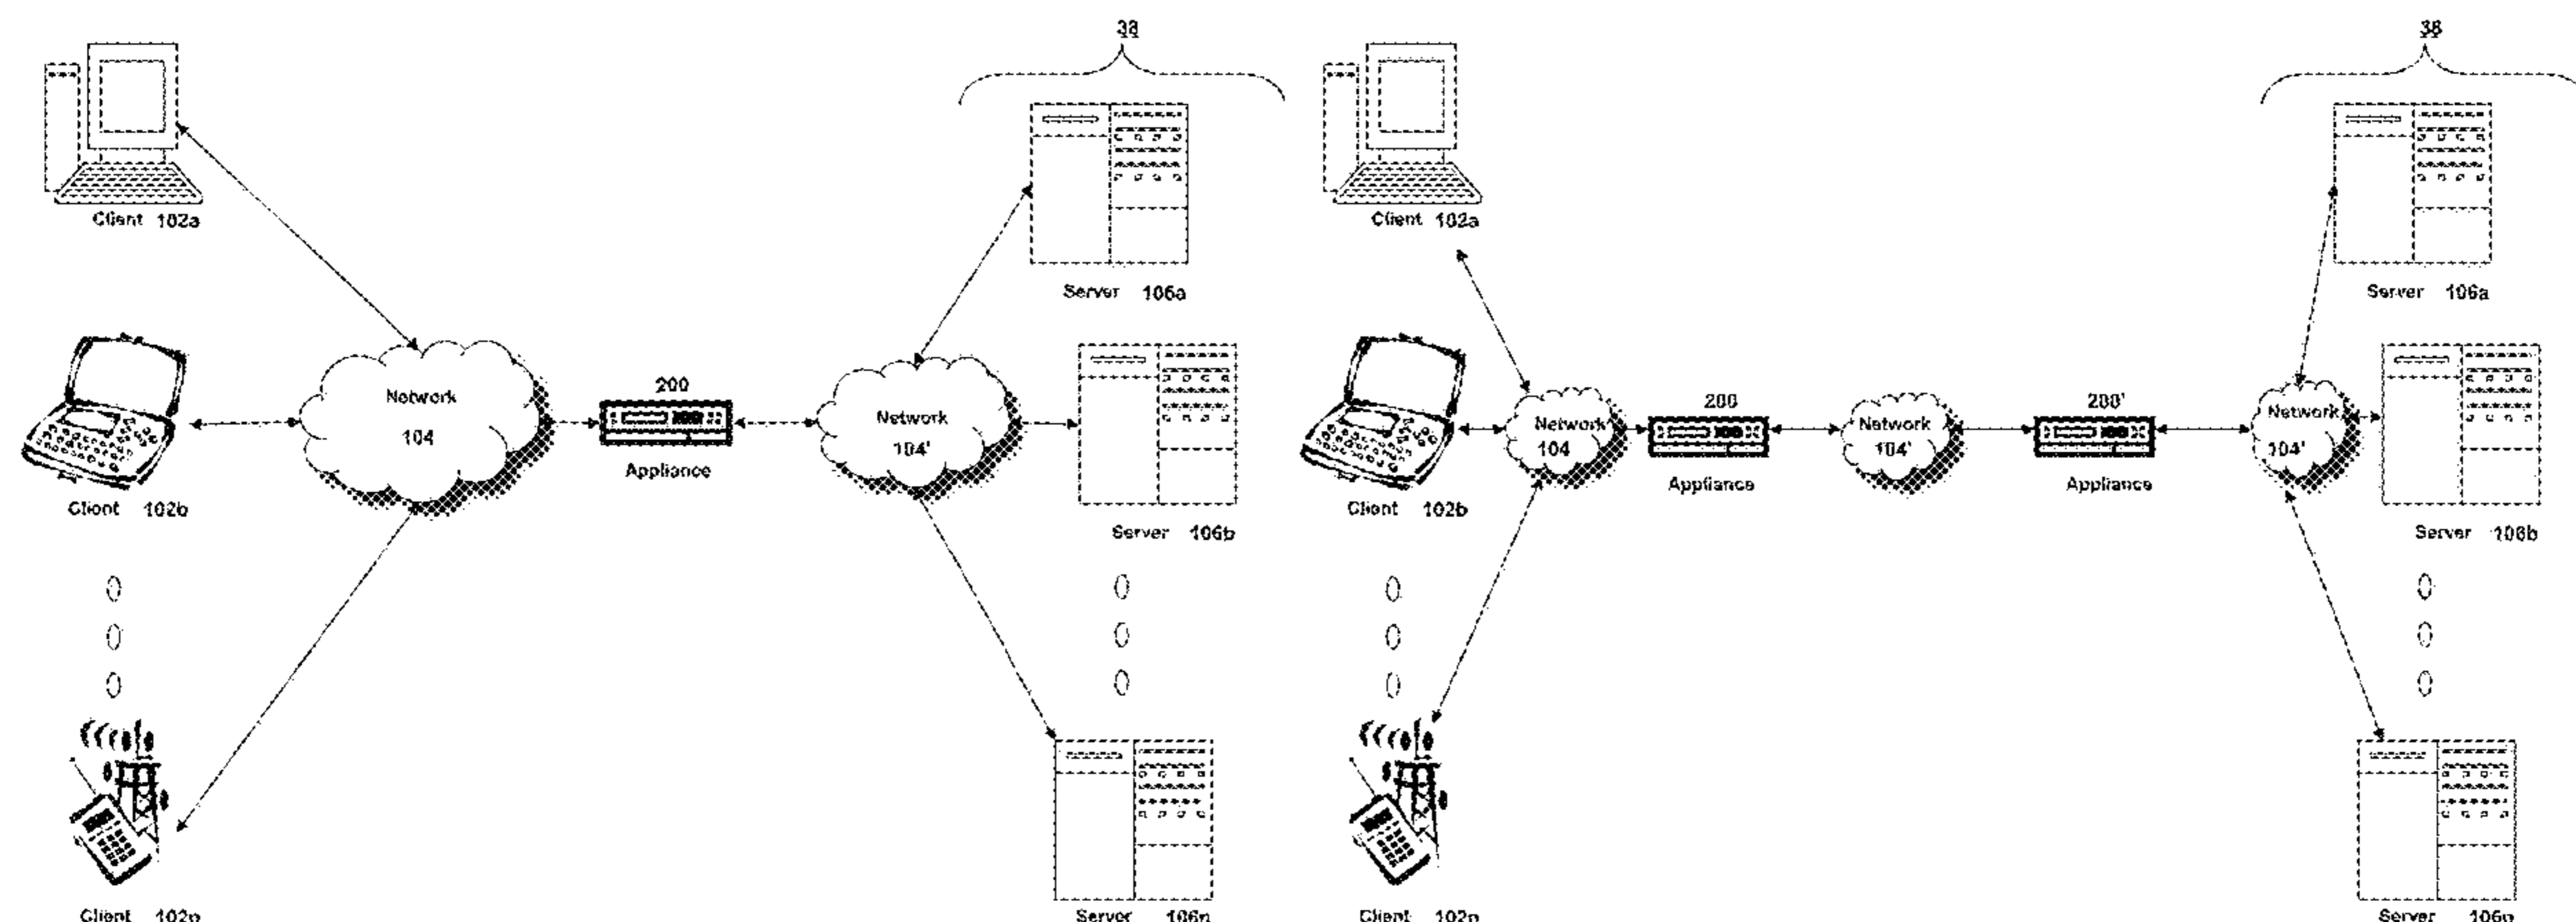 38
Client 102a
Server 106a
Network
104
200
Appliance
Network
104'
Client 102b
Server 106b
Client 102n
Server 106n
38
Client 102a
Server 106a
Network
104
200
Appliance
Network
104'
200'
Appliance
Network
104'
Client 102b
Server 106b
Client 102n
Server 106n